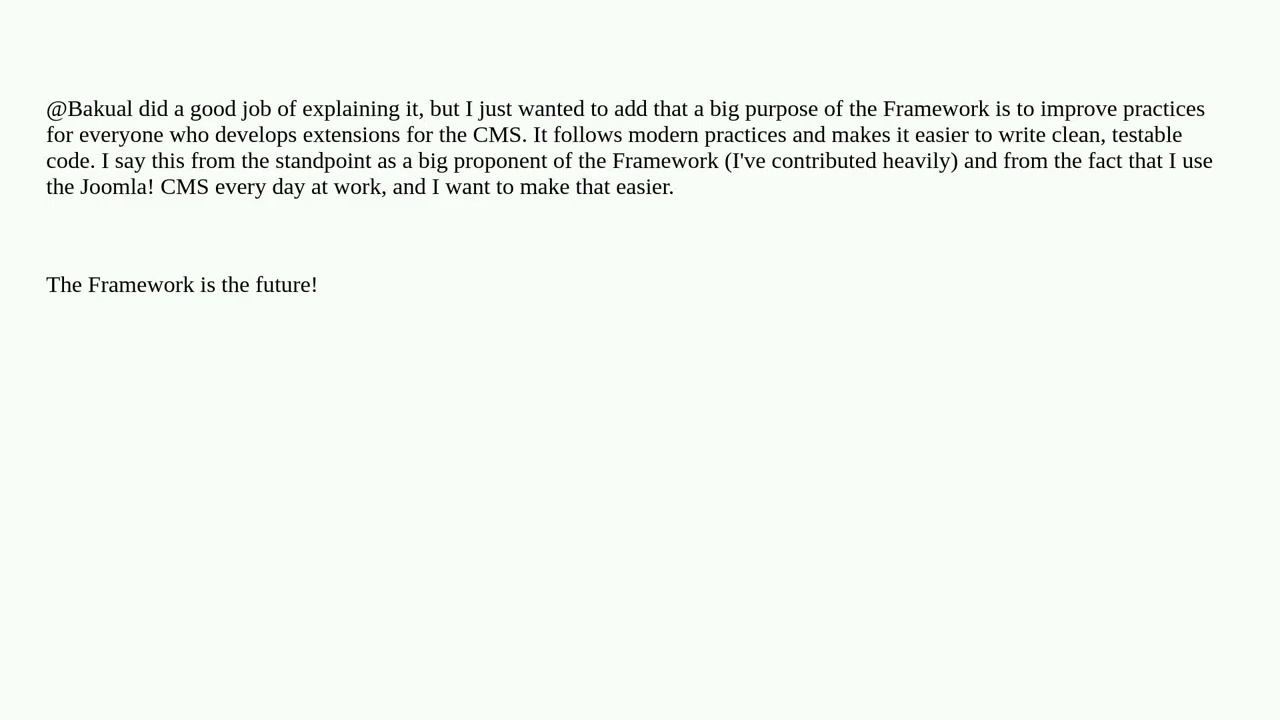 @Bakual did a good job of explaining it, but I just wanted to add that a big purpose of the Framework is to improve practices
for everyone who develops extensions for the CMS. It follows modern practices and makes it easier to write clean, testable
code. I say this from the standpoint as a big proponent of the Framework (I've contributed heavily) and from the fact that I use
the Joomla! CMS every day at work, and I want to make that easier.
The Framework is the future!